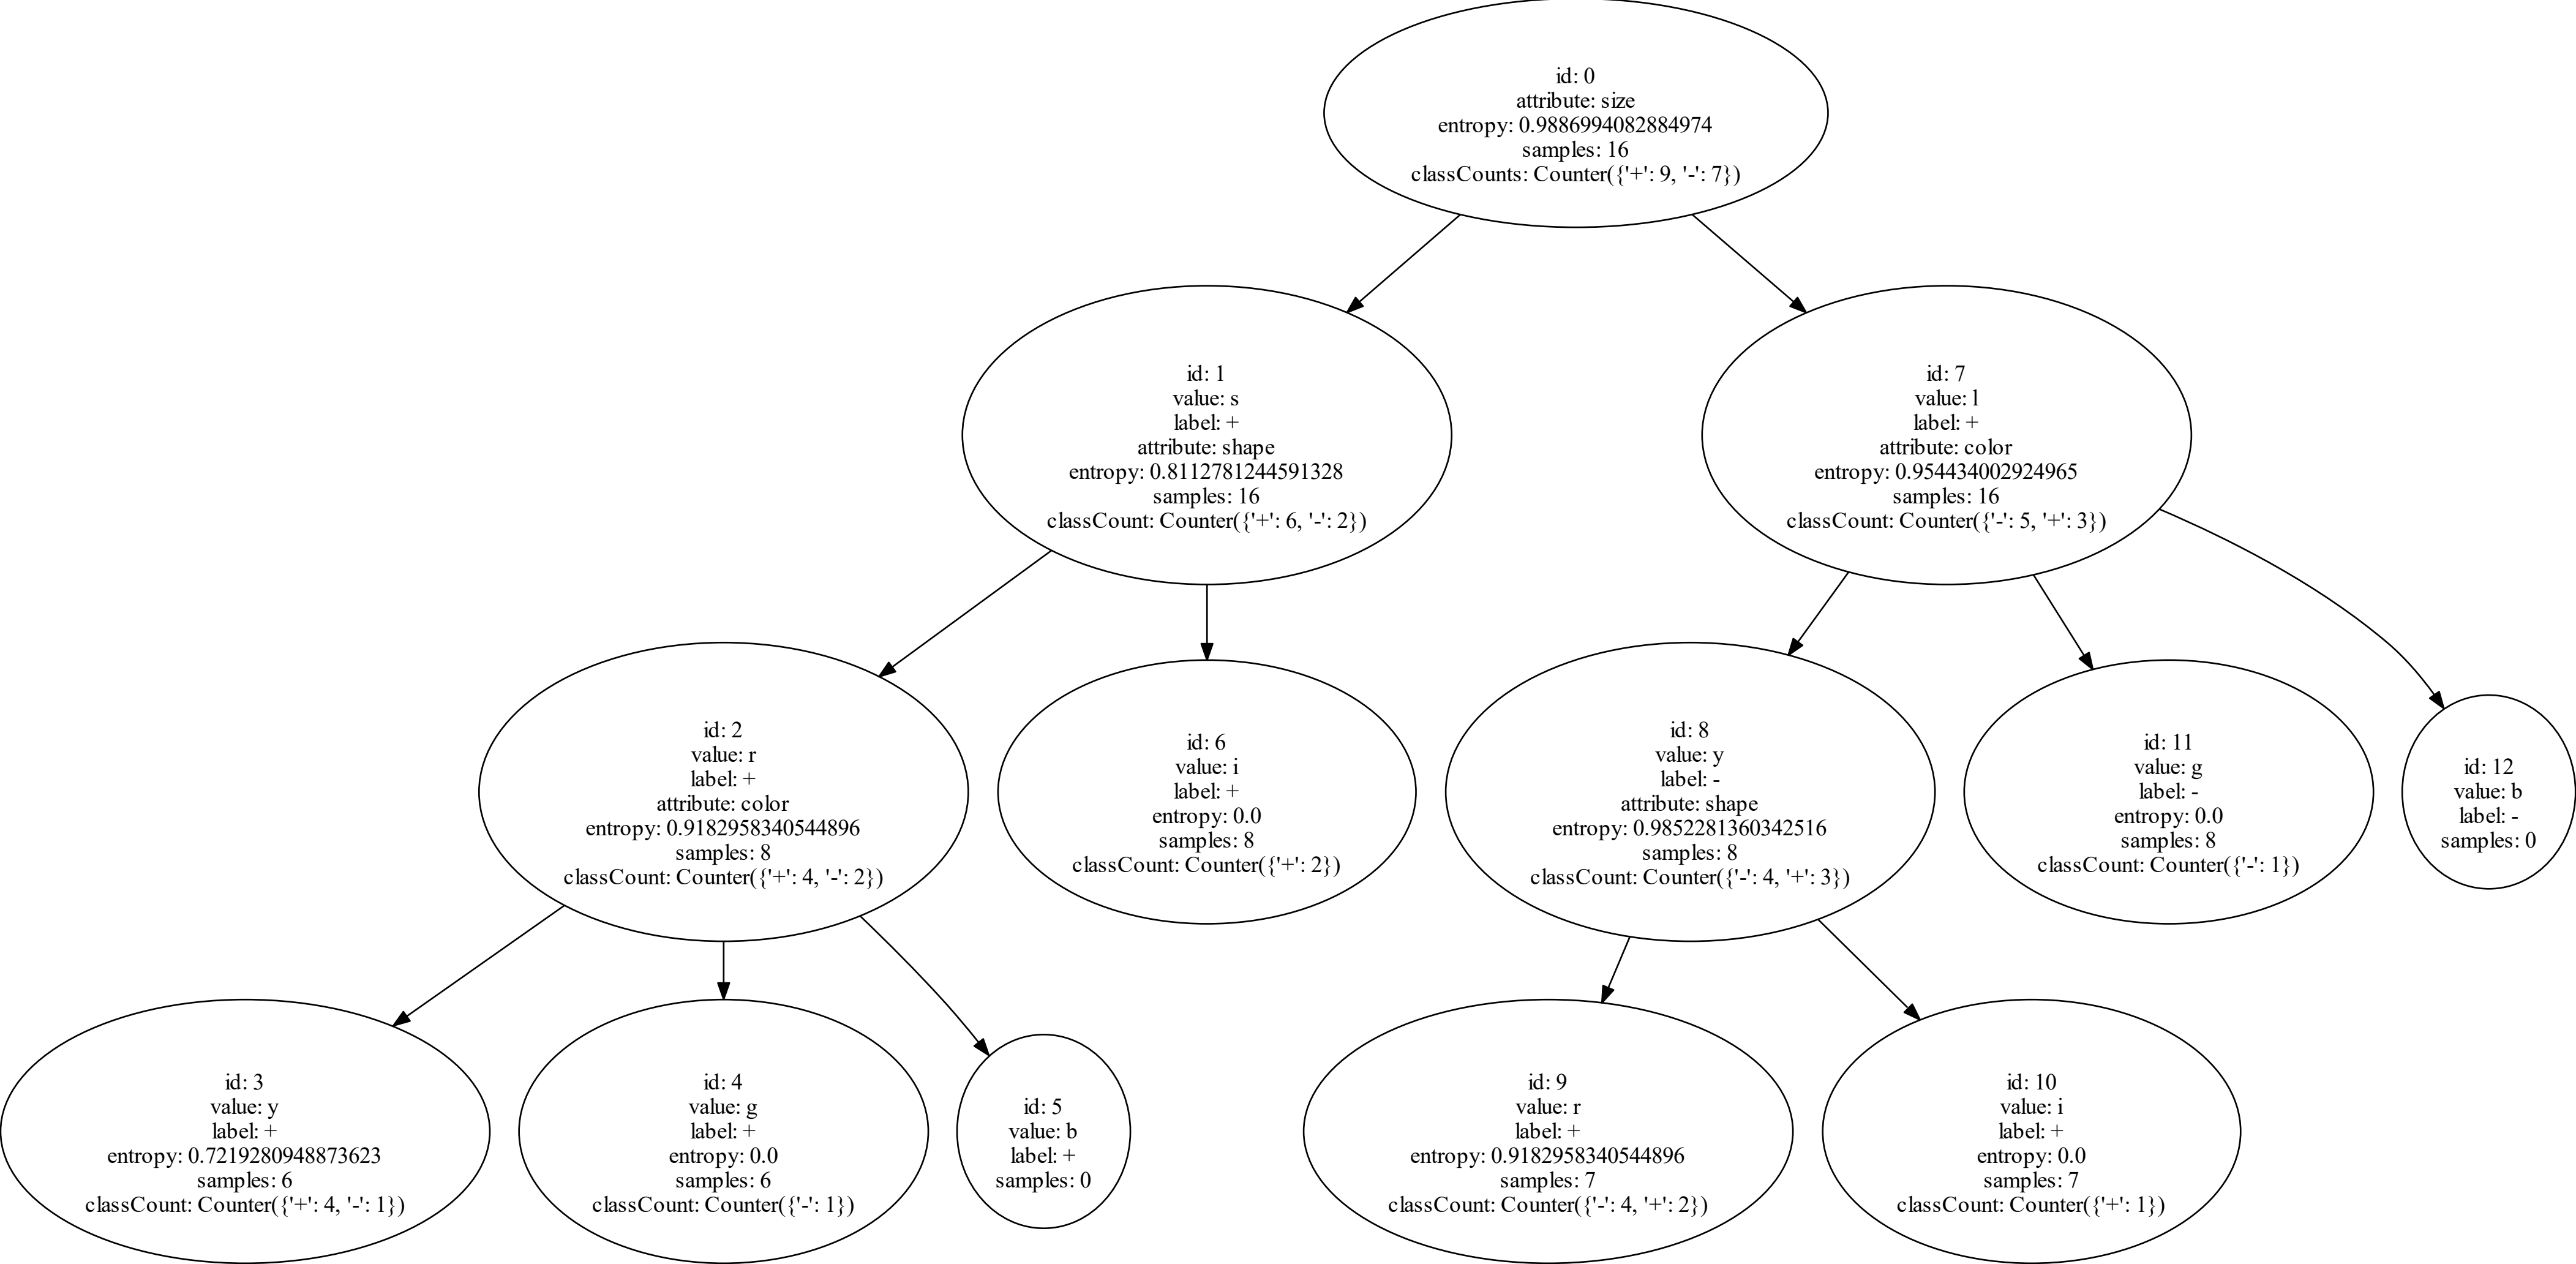 id: 0
attribute: size
entropy: 0.9886994082884974
samples: 16
classCounts: Counter({'+': 9, '-': 7})
id: 1
value: s
label: +
attribute: shape
entropy: 0.8112781244591328
samples: 16
classCount: Counter({'+': 6, '-': 2})
id: 7
value: l
label: +
attribute: color
entropy: 0.954434002924965
samples: 16
classCount: Counter({'-': 5, '+': 3})
id: 2
value: r
label: +
attribute: color
entropy: 0.9182958340544896
samples: 8
classCount: Counter({'+': 4, '-': 2})
id: 6
value: i
label: +
entropy: 0.0
samples: 8
classCount: Counter({'+': 2})
id: 8
value: y
label: -
attribute: shape
entropy: 0.9852281360342516
samples: 8
classCount: Counter({'-': 4, '+': 3})
id: 11
value: g
label: -
entropy: 0.0
samples: 8
classCount: Counter({'-': 1})
id: 12
value: b
label: -
samples: 0
id: 3
value: y
label: +
entropy: 0.7219280948873623
samples: 6
classCount: Counter({'+': 4, '-': 1})
id: 4
value: g
label: +
entropy: 0.0
samples: 6
classCount: Counter({'-': 1})
id: 5
value: b
label: +
samples: 0
id: 9
value: r
label: +
entropy: 0.9182958340544896
samples: 7
classCount: Counter({'-': 4, '+': 2})
id: 10
value: i
label: +
entropy: 0.0
samples: 7
classCount: Counter({'+': 1})